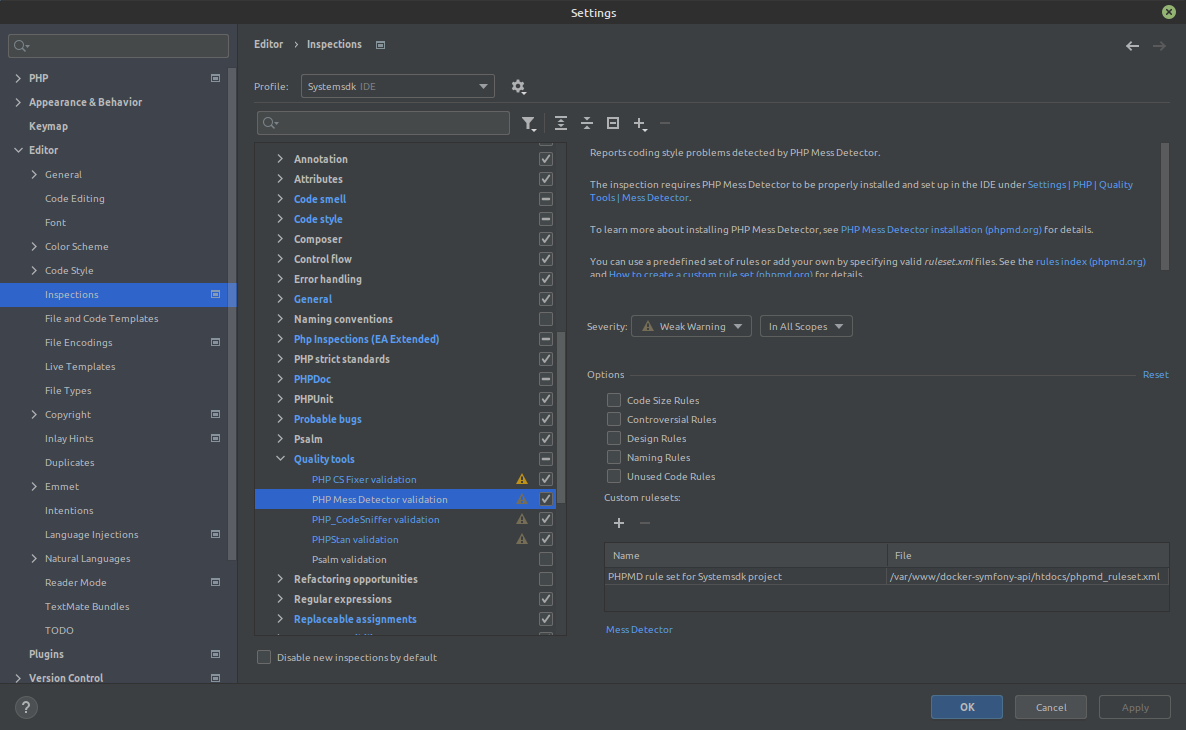 Settings
PHP
Appearance & Behavior
Keymap
Editor
General
Code Editing
Font
Color Scheme
Code Style
Inspections
File and Code Templates
File Encodings
Live Templates
File Types
Copyright
Inlay Hints
Duplicates
Emmet
Intentions
Language Injections
Natural Languages
Reader Mode
TextMate Bundles
TODO
Plugins
Version Control
Editor › Inspections
Profile: Systemsdk IDE
Annotation
Attributes
Code smell
Code style
Composer
Control flow
Error handling
General
Naming conventions
Php Inspections (EA Extended)
PHP strict standards
PHPDoc
PHPUnit
Probable bugs
Psalm
Quality tools
PHP CS Fixer validation
PHP Mess Detector validation
PHP_CodeSniffer validation
PHPStan validation
Psalm validation
Refactoring opportunities
Regular expressions
Replaceable assignments
Disable new inspections by default
Reports coding style problems detected by PHP Mess Detector.
The inspection requires PHP Mess Detector to be properly installed and set up in the IDE under Settings | PHP | Quality
Tools | Mess Detector.
To learn more about installing PHP Mess Detector, see PHP Mess Detector installation (phpmd.org) for details.
You can use a predefined set of rules or add your own by specifying valid ruleset.xml files. See the rules index (phpmd.org)
and How to create a custom rule set (phpmd.org) for details.
Severity: Weak Warning In All Scopes
Options Reset
Code Size Rules
Controversial Rules
Design Rules
Naming Rules
Unused Code Rules
Custom rulesets:
Name File
PHPMD rule set for Systemsdk project /var/www/docker-symfony-api/htdocs/phpmd_ruleset.xml
Mess Detector
? OK Cancel Apply